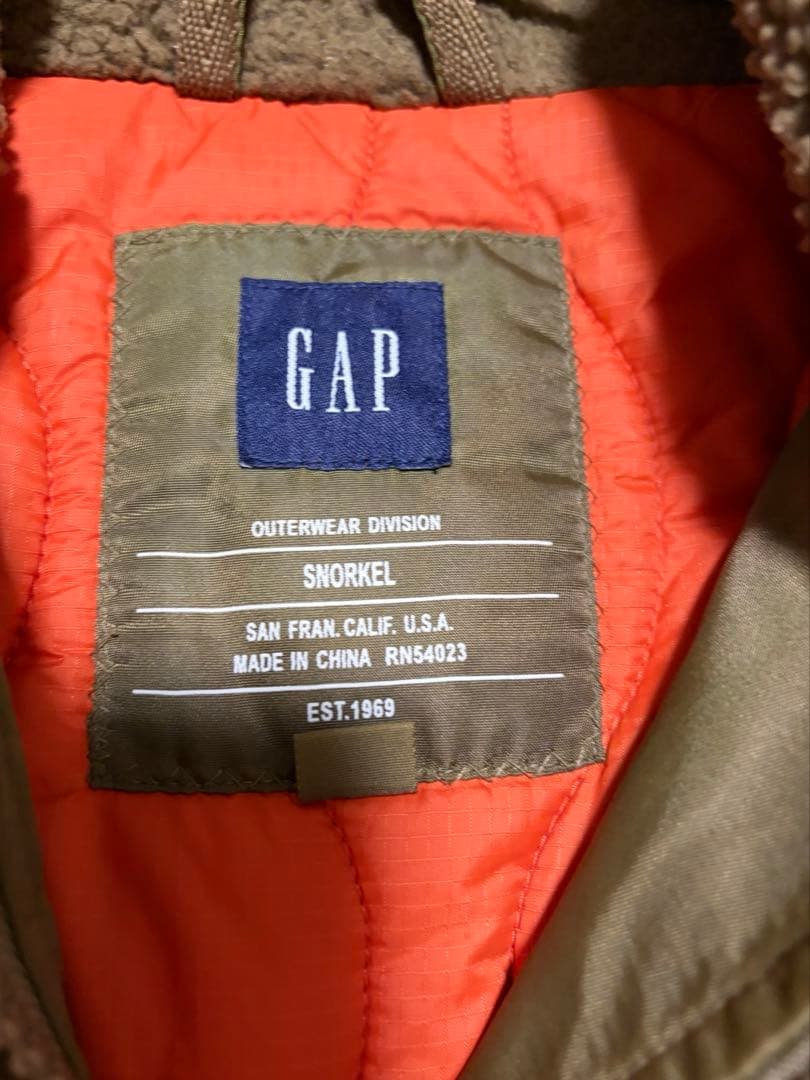 GAP
OUTERWEAR DIVISION
SNORKEL
SAN FRAN. CALIF. U.S.A.
MADE IN CHINA RN54023
EST.1969